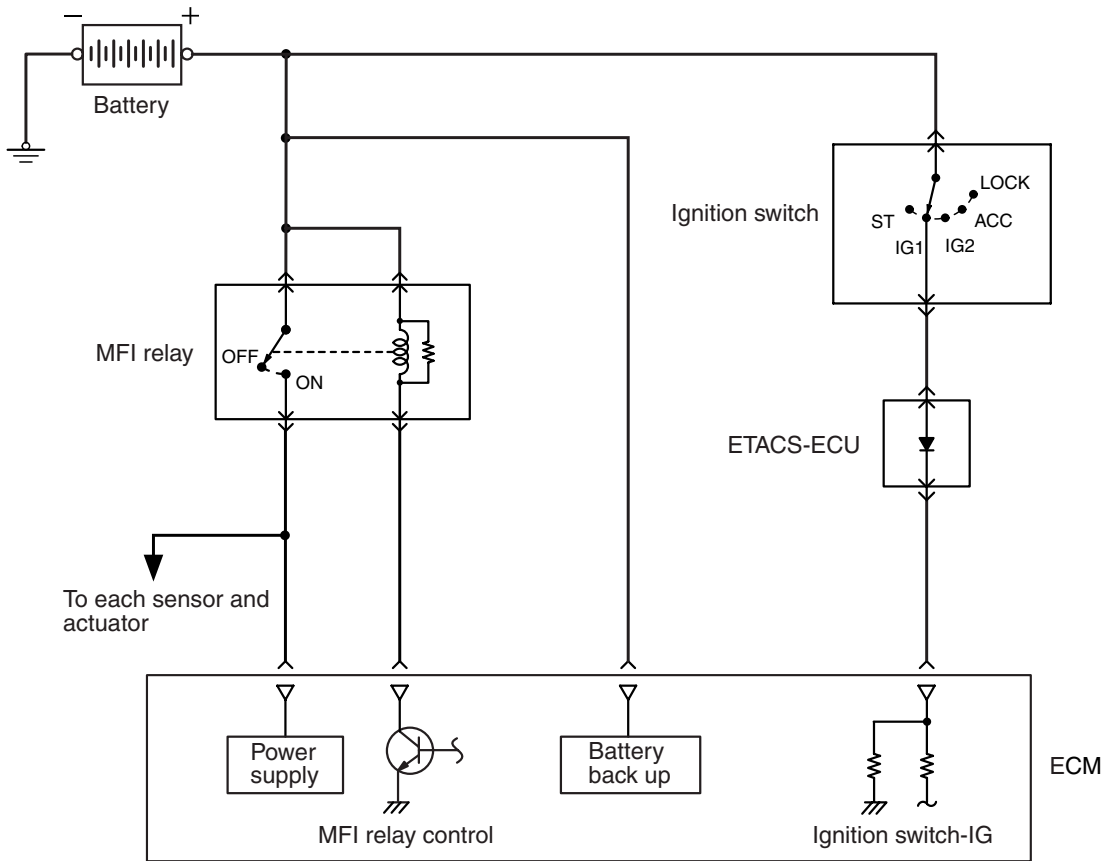 − +
Battery
LOCK
Ignition switch
ST ACC
IG1 IG2
MFI relay
OFF
ON
ETACS-ECU
To each sensor and
actuator
Power
supply
Battery
back up
ECM
MFI relay control
Ignition switch-IG